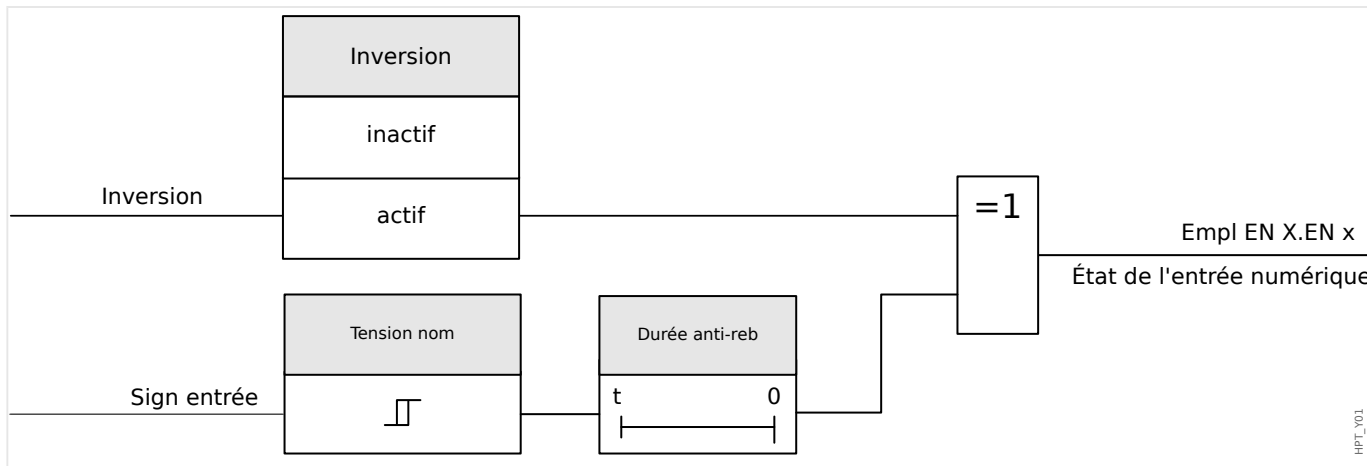 Inversion
inactif
Inversion
actif
=1
Empl EN X.EN x
État de l'entrée numérique
Tension nom
Durée anti-reb
Sign entrée
t
0
HPT_Y01